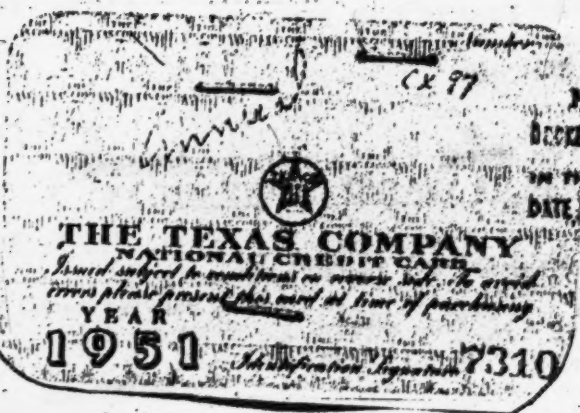 CX 97
DATE
THE TEXAS COMPANY
NATIONAL CREDIT CARD
Issued subject to conditions on reverse side. To avoid
errors please present this card at time of purchasing
YEAR
1951
Identification Signature 7310